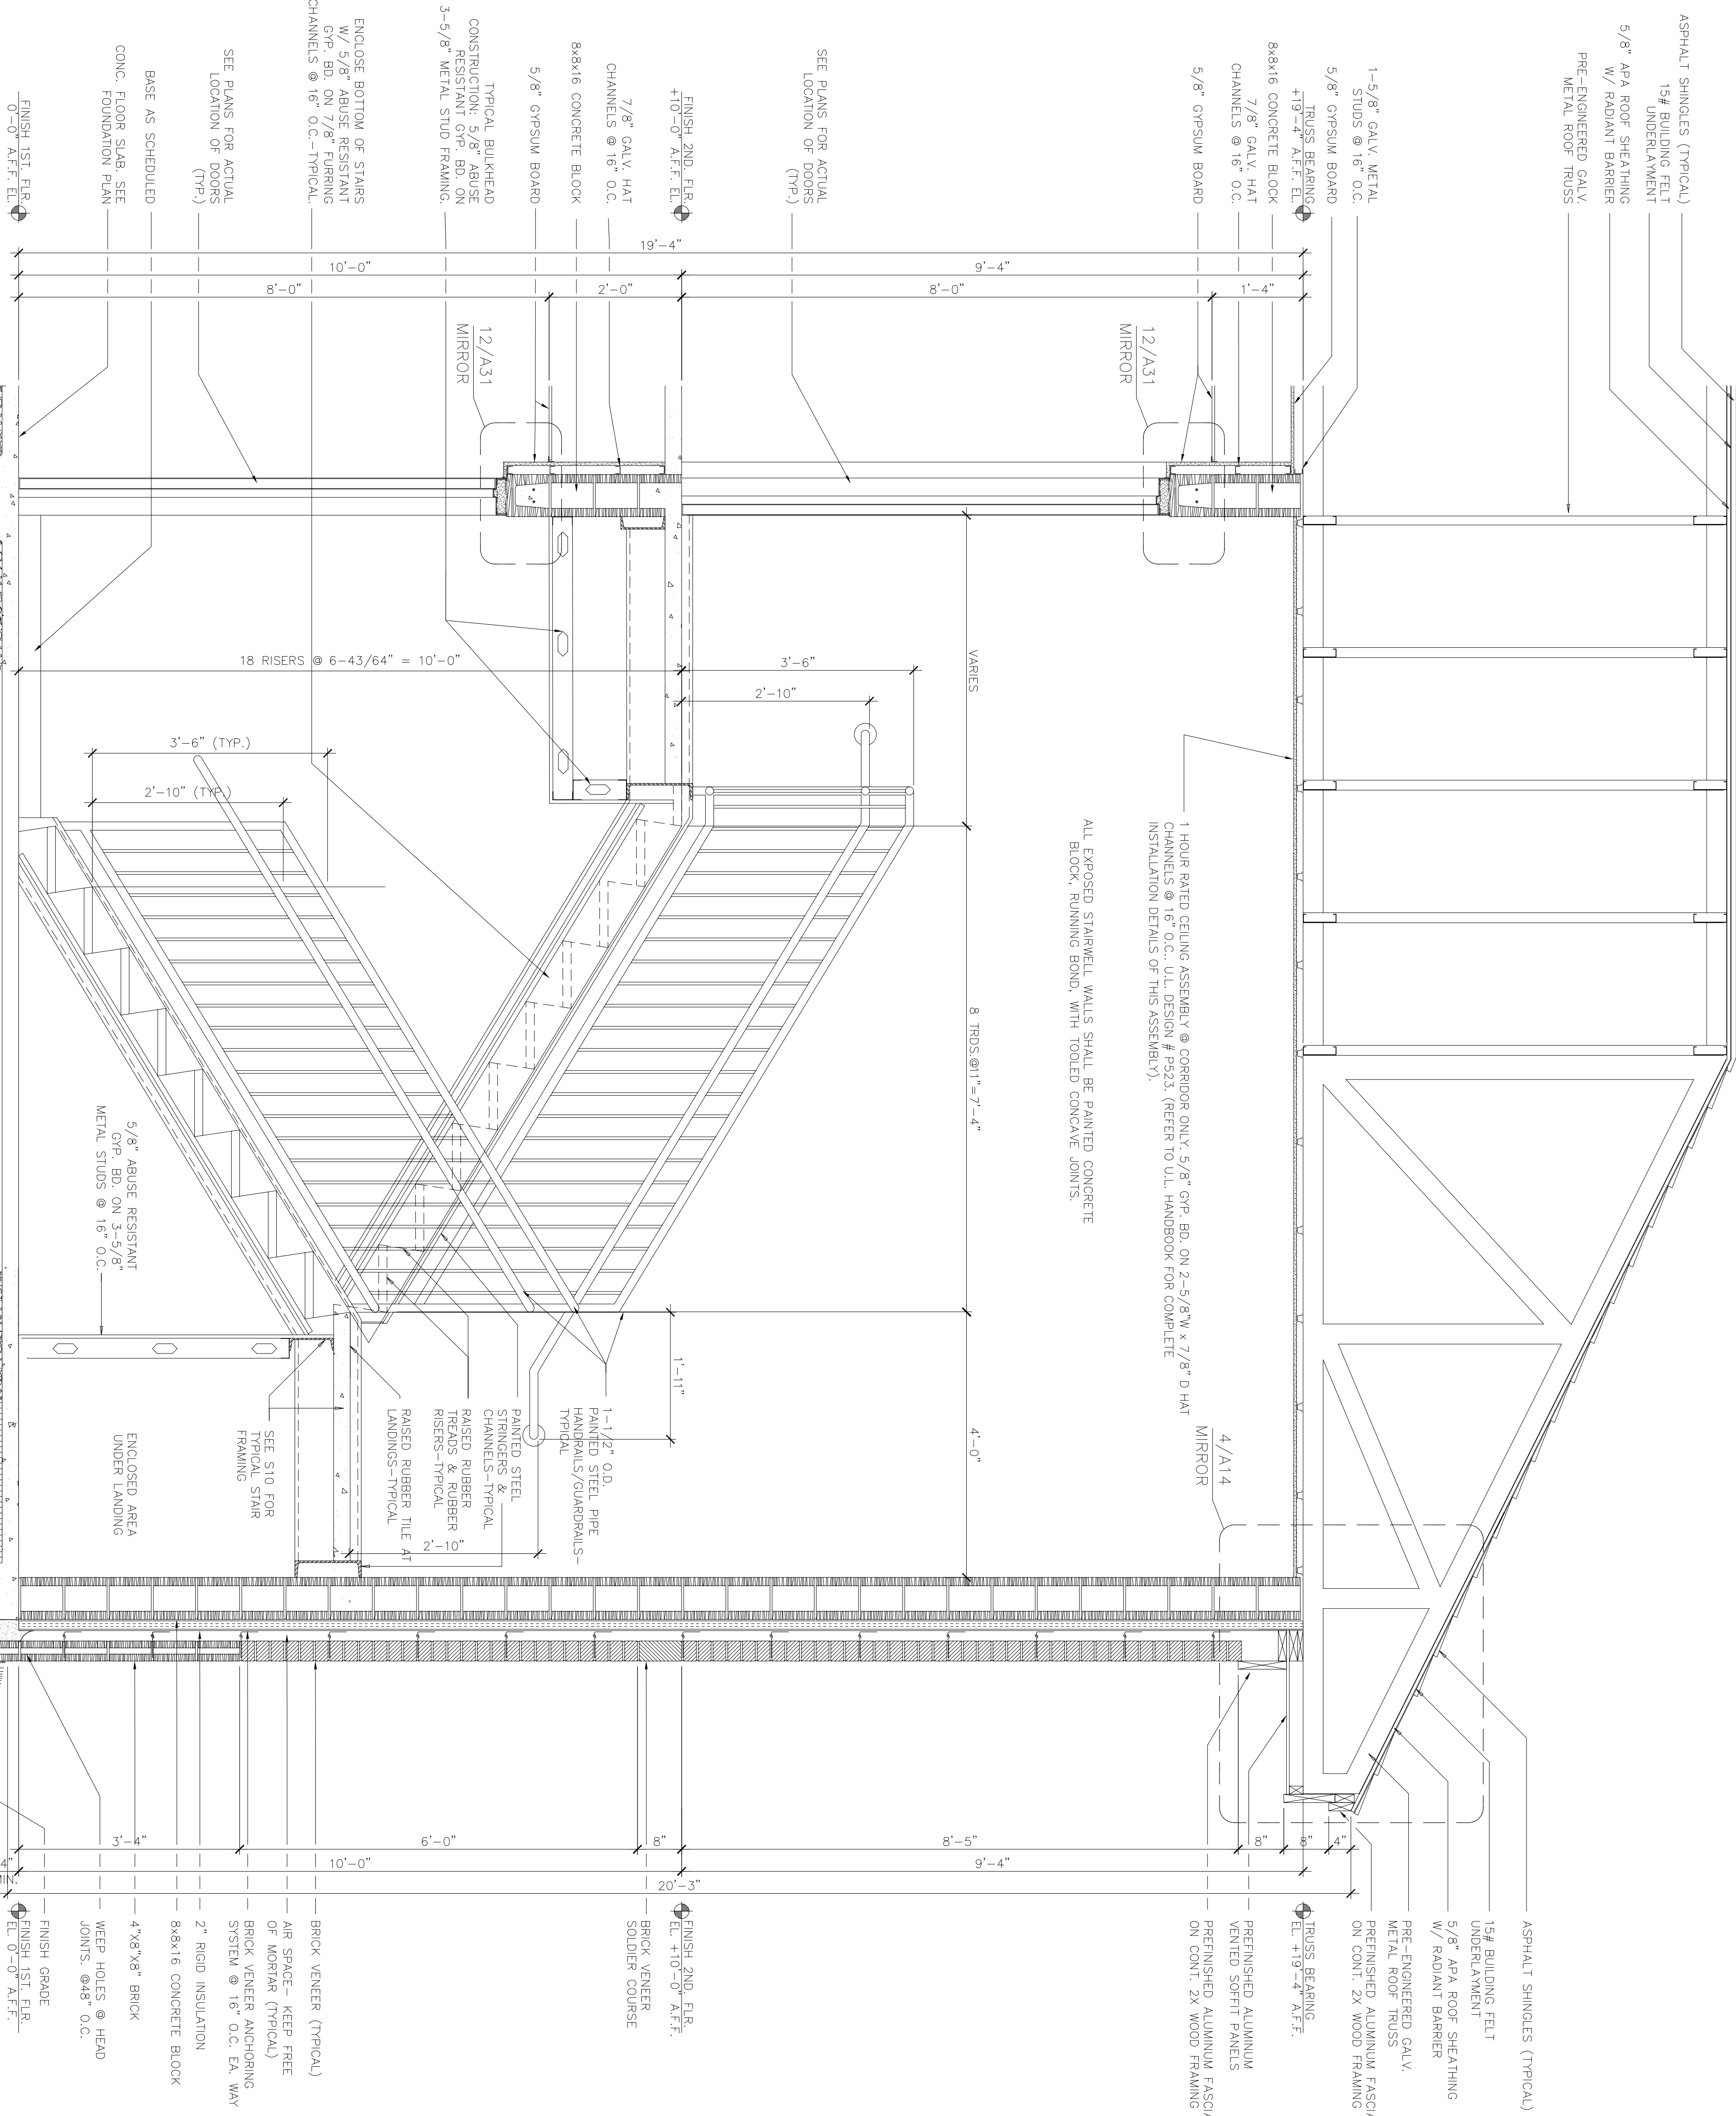 ASPHALT SHINGLES (TYPICAL)
15# BUILDING FELT
UNDERLAYMENT
5/8" APA ROOF SHEATHING
W/ RADIANT BARRIER
PRE-ENGINEERED GALV.
METAL ROOF TRUSS
1-5/8" GALV. METAL
STUDS @ 16" O.C.
5/8" GYPSUM BOARD
TRUSS BEARING
+19'-4" A.F.F. EL.
8x8x16 CONCRETE BLOCK
7/8" GALV. HAT
CHANNELS @ 16" O.C.
5/8" GYPSUM BOARD
SEE PLANS FOR ACTUAL
LOCATION OF DOORS
(TYP.)
FINISH 2ND. FLR.
+10'-0" A.F.F. EL.
7/8" GALV. HAT
CHANNELS @ 16" O.C.
8x8x16 CONCRETE BLOCK
5/8" GYPSUM BOARD
TYPICAL BULKHEAD
CONSTRUCTION: 5/8" ABUSE
RESISTANT GYP. BD. ON
3-5/8" METAL STUD FRAMING.
ENCLOSE BOTTOM OF STAIRS
W/ 5/8" ABUSE RESISTANT
GYP. BD. ON 7/8" FURRING
CHANNELS @ 16" O.C.-TYPICAL.
SEE PLANS FOR ACTUAL
LOCATION OF DOORS
(TYP.)
BASE AS SCHEDULED
CONC. FLOOR SLAB. SEE
FOUNDATION PLAN
FINISH 1ST. FLR.
0'-0" A.F.F. EL.
19'-4"
10'-0"
9'-4"
8'-0"
2'-0"
8'-0"
1'-4"
12/A31
MIRROR
12/A31
MIRROR
18 RISERS @ 6-43/64" = 10'-0"
3'-6"
2'-10"
3'-6" (TYP.)
2'-10" (TYP.)
VARIES
8 TRDS.@11"=7'-4"
4'-0"
1'-11"
2'-10"
1 HOUR RATED CEILING ASSEMBLY @ CORRIDOR ONLY. 5/8" GYP. BD. ON 2-5/8"W x 7/8" D HAT
CHANNELS @ 16" O.C.. U.L. DESIGN # P523. (REFER TO U.L. HANDBOOK FOR COMPLETE
INSTALLATION DETAILS OF THIS ASSEMBLY).
ALL EXPOSED STAIRWELL WALLS SHALL BE PAINTED CONCRETE
BLOCK, RUNNING BOND, WITH TOOLED CONCAVE JOINTS.
4/A14
MIRROR
1-1/2" O.D.
PAINTED STEEL PIPE
HANDRAILS/GUARDRAILS-
TYPICAL
PAINTED STEEL
STRINGERS &
CHANNELS-TYPICAL
RAISED RUBBER
TREADS & RUBBER
RISERS-TYPICAL
RAISED RUBBER TILE AT
LANDINGS-TYPICAL
SEE S10 FOR
TYPICAL STAIR
FRAMING
ENCLOSED AREA
UNDER LANDING
5/8" ABUSE RESISTANT
GYP. BD. ON 3-5/8"
METAL STUDS @ 16" O.C.
3'-4"
6'-0"
8"
8'-5"
8"
8"
4"
10'-0"
9'-4"
20'-3"
4"
MIN.
ASPHALT SHINGLES (TYPICAL)
15# BUILDING FELT
UNDERLAYMENT
5/8" APA ROOF SHEATHING
W/ RADIANT BARRIER
PRE-ENGINEERED GALV.
METAL ROOF TRUSS
PREFINISHED ALUMINUM FASCIA
ON CONT. 2X WOOD FRAMING
TRUSS BEARING
EL. +19'-4" A.F.F.
PREFINISHED ALUMINUM
VENTED SOFFIT PANELS
PREFINISHED ALUMINUM FASCIA
ON CONT. 2X WOOD FRAMING
FINISH 2ND. FLR.
EL. +10'-0" A.F.F.
BRICK VENEER
SOLDIER COURSE
BRICK VENEER (TYPICAL)
AIR SPACE- KEEP FREE
OF MORTAR (TYPICAL)
BRICK VENEER ANCHORING
SYSTEM @ 16" O.C. EA. WAY
2" RIGID INSULATION
8x8x16 CONCRETE BLOCK
4"X8"X8" BRICK
WEEP HOLES @ HEAD
JOINTS. @48" O.C.
FINISH GRADE
FINISH 1ST. FLR.
EL. 0'-0" A.F.F.